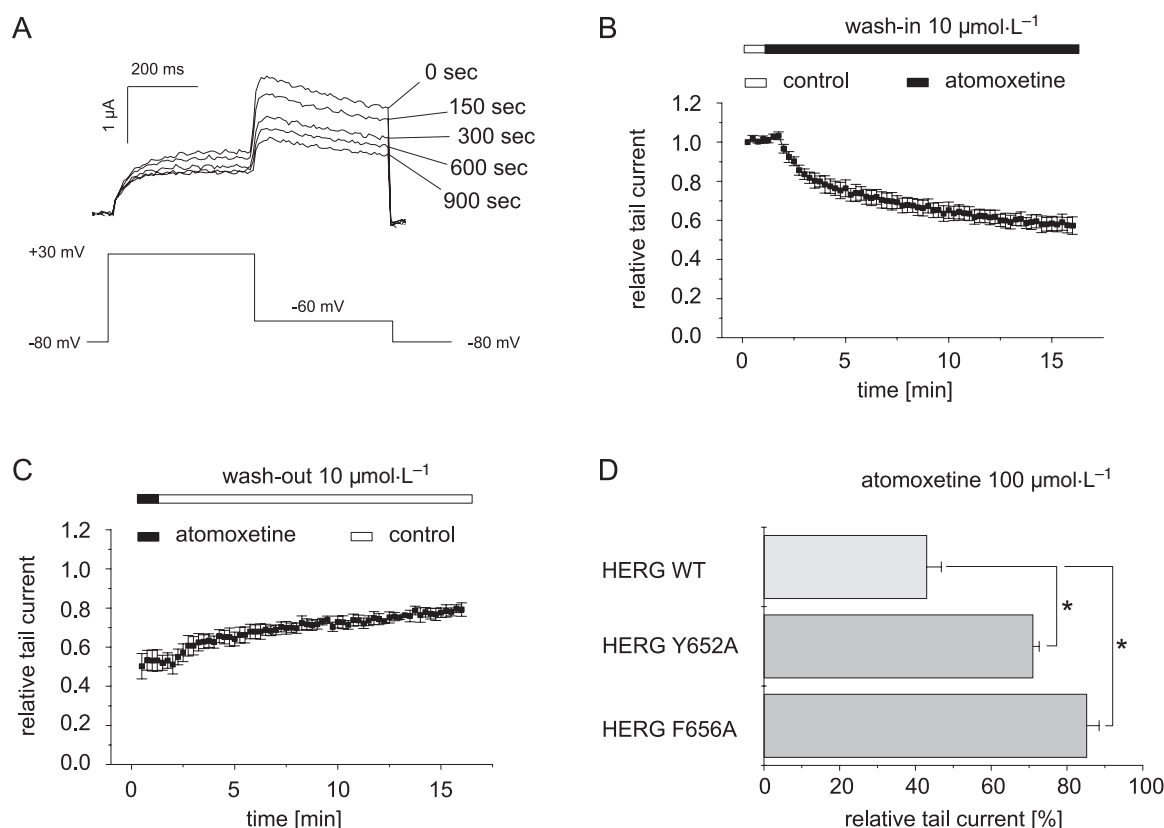 A
200 ms
1 µA
0 sec
150 sec
300 sec
600 sec
900 sec
+30 mV
-60 mV
-80 mV
-80 mV
B
wash-in 10 µmol·L⁻¹
control
atomoxetine
relative tail current
1.2
1.0
0.8
0.6
0.4
0.2
0.0
0
5
10
15
time [min]
C
wash-out 10 µmol·L⁻¹
atomoxetine
control
relative tail current
1.2
1.0
0.8
0.6
0.4
0.2
0.0
0
5
10
15
time [min]
D
atomoxetine 100 µmol·L⁻¹
HERG WT
HERG Y652A
HERG F656A
*
*
0
20
40
60
80
100
relative tail current [%]